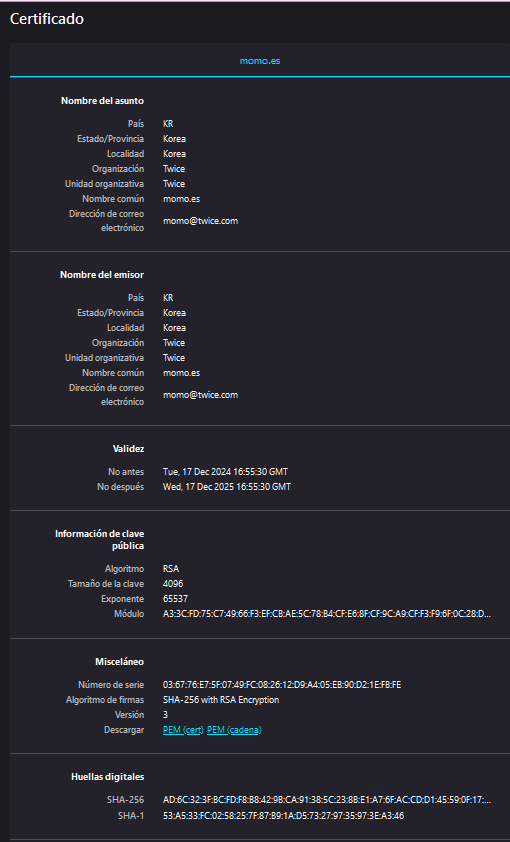 Certificado
momo.es
Nombre del asunto
País KR
Estado/Provincia Korea
Localidad Korea
Organización Twice
Unidad organizativa Twice
Nombre común momo.es
Dirección de correo
electrónico momo@twice.com
Nombre del emisor
País KR
Estado/Provincia Korea
Localidad Korea
Organización Twice
Unidad organizativa Twice
Nombre común momo.es
Dirección de correo
electrónico momo@twice.com
Validez
No antes Tue, 17 Dec 2024 16:55:30 GMT
No después Wed, 17 Dec 2025 16:55:30 GMT
Información de clave
pública
Algoritmo RSA
Tamaño de la clave 4096
Exponente 65537
Módulo A3:3C:FD:75:C7:49:66:F3:EF:CB:AE:5C:78:B4:CF:E6:8F:CF:9C:A9:CF:F3:F9:6F:0C:28:D...
Misceláneo
Número de serie 03:67:76:E7:5F:07:49:FC:08:26:12:D9:A4:05:EB:90:D2:1E:FB:FE
Algoritmo de firmas SHA-256 with RSA Encryption
Versión 3
Descargar PEM (cert) PEM (cadena)
Huellas digitales
SHA-256 AD:6C:32:3F:BC:FD:F8:B8:42:9B:CA:91:38:5C:23:8B:E1:A7:6F:AC:CD:D1:45:59:0F:17:...
SHA-1 53:A5:33:FC:02:58:25:7F:87:B9:1A:D5:73:27:97:35:97:3E:A3:46